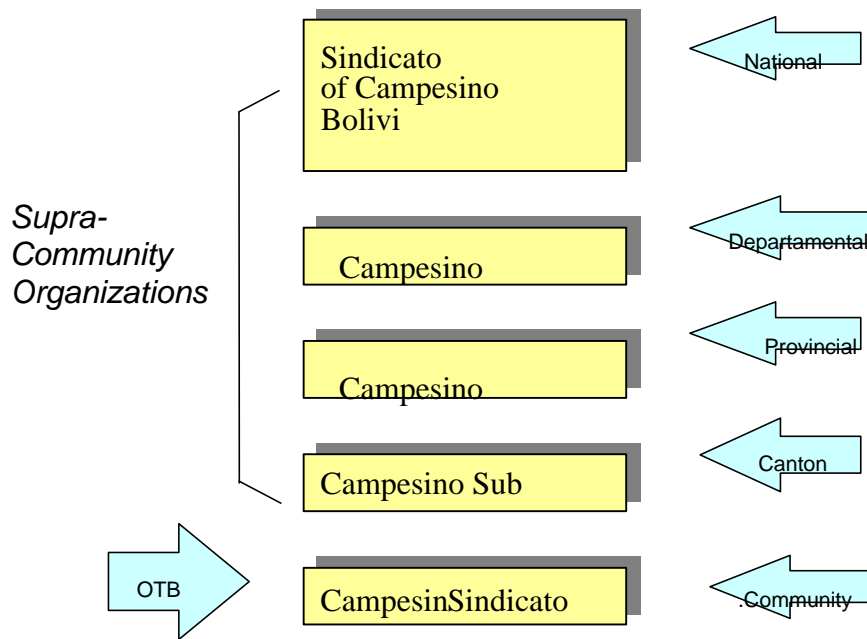 Sindicato
of Campesino
Bolivi
National
Supra-
Community
Organizations
Campesino
Departamental
Campesino
Provincial
Campesino Sub
Canton
OTB
CampesinSindicato
.Community